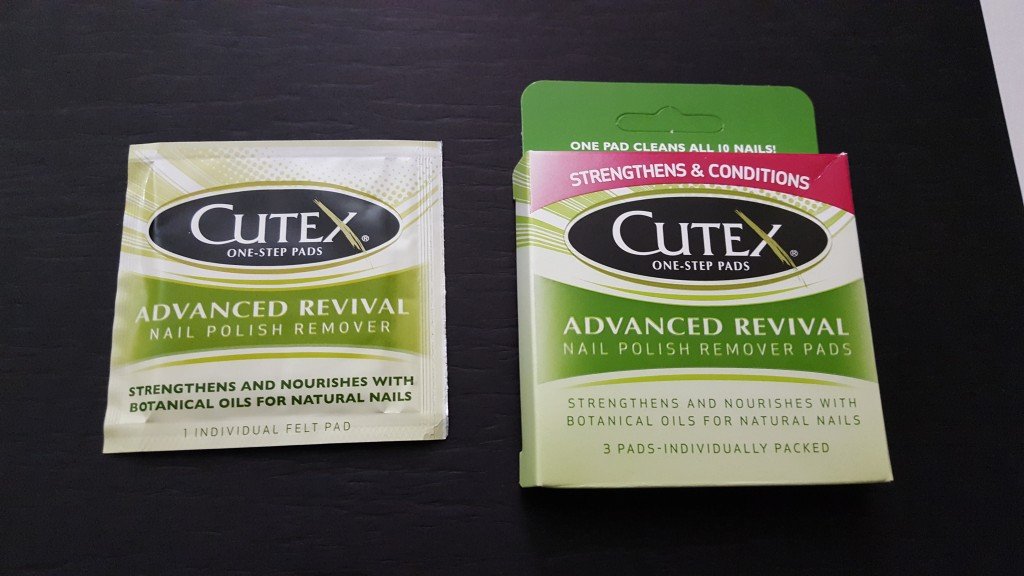 CUTEX®
ONE-STEP PADS
ADVANCED REVIVAL
NAIL POLISH REMOVER
STRENGTHENS AND NOURISHES WITH
BOTANICAL OILS FOR NATURAL NAILS
1 INDIVIDUAL FELT PAD
ONE PAD CLEANS ALL 10 NAILS!
STRENGTHENS & CONDITIONS
CUTEX®
ONE-STEP PADS
ADVANCED REVIVAL
NAIL POLISH REMOVER PADS
STRENGTHENS AND NOURISHES WITH
BOTANICAL OILS FOR NATURAL NAILS
3 PADS-INDIVIDUALLY PACKED